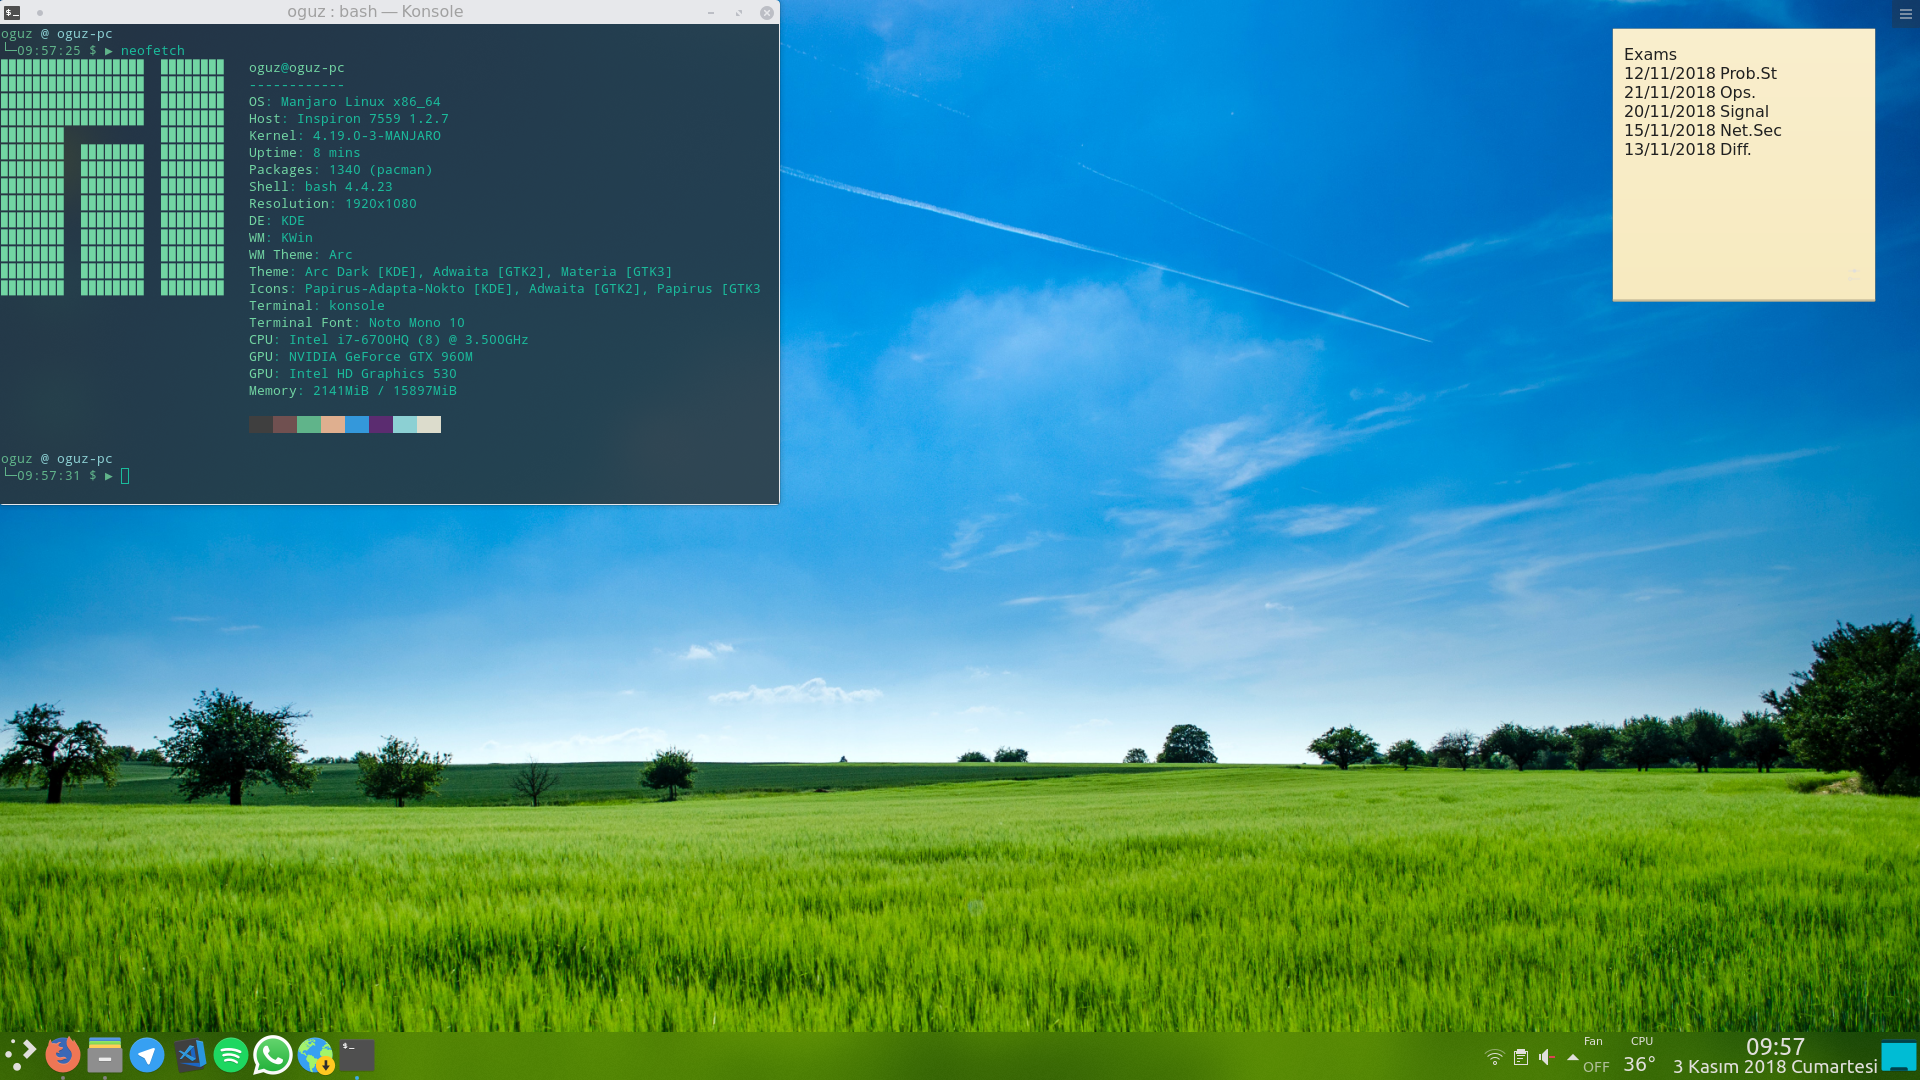 oguz : bash — Konsole
oguz @ oguz-pc
└─09:57:25 $ ▶ neofetch
oguz@oguz-pc
------------
OS: Manjaro Linux x86_64
Host: Inspiron 7559 1.2.7
Kernel: 4.19.0-3-MANJARO
Uptime: 8 mins
Packages: 1340 (pacman)
Shell: bash 4.4.23
Resolution: 1920x1080
DE: KDE
WM: KWin
WM Theme: Arc
Theme: Arc Dark [KDE], Adwaita [GTK2], Materia [GTK3]
Icons: Papirus-Adapta-Nokto [KDE], Adwaita [GTK2], Papirus [GTK3
Terminal: konsole
Terminal Font: Noto Mono 10
CPU: Intel i7-6700HQ (8) @ 3.500GHz
GPU: NVIDIA GeForce GTX 960M
GPU: Intel HD Graphics 530
Memory: 2141MiB / 15897MiB
oguz @ oguz-pc
└─09:57:31 $ ▶
Exams
12/11/2018 Prob.St
21/11/2018 Ops.
20/11/2018 Signal
15/11/2018 Net.Sec
13/11/2018 Diff.
Fan
OFF
CPU
36°
09:57
3 Kasım 2018 Cumartesi